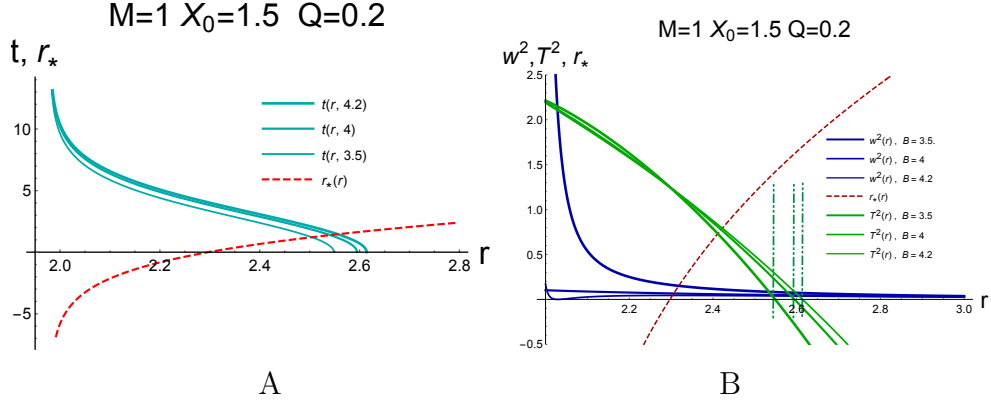 M=1 X₀=1.5 Q=0.2
t, r⋆
10
5
-5
2.0 2.2 2.4 2.6 2.8 r
t(r, 4.2)
t(r, 4)
t(r, 3.5)
r⋆(r)
A
M=1 X₀=1.5 Q=0.2
w²,T², r⋆
2.5
2.0
1.5
1.0
0.5
-0.5
2.2 2.4 2.6 2.8 3.0 r
w²(r) , B = 3.5.
w²(r) , B = 4
w²(r) , B = 4.2
r⋆(r)
T²(r) , B = 3.5
T²(r) , B = 4
T²(r) , B = 4.2
B